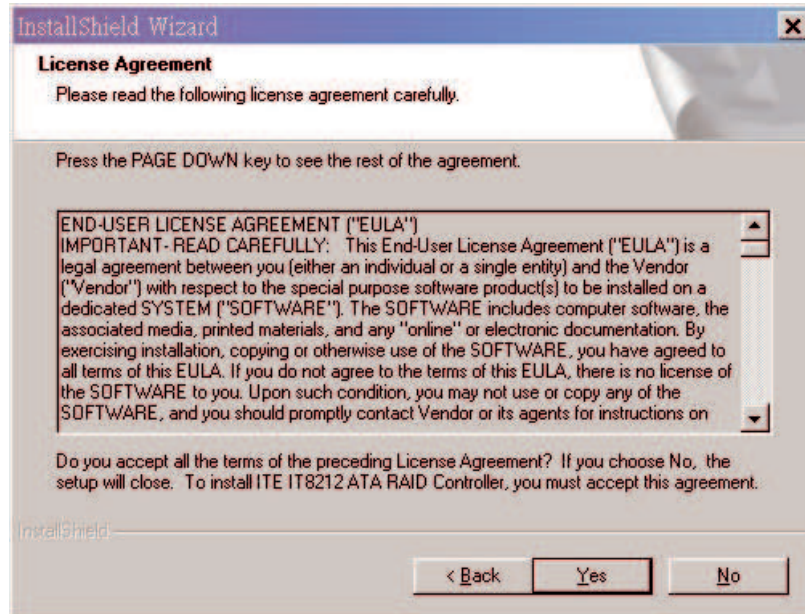 InstallShield Wizard
License Agreement
Please read the following license agreement carefully.
Press the PAGE DOWN key to see the rest of the agreement.
END-USER LICENSE AGREEMENT ("EULA")
IMPORTANT- READ CAREFULLY:   This End-User License Agreement ("EULA") is a
legal agreement between you (either an individual or a single entity) and the Vendor
("Vendor") with respect to the special purpose software product(s) to be installed on a
dedicated SYSTEM ("SOFTWARE"). The SOFTWARE includes computer software, the
associated media, printed materials, and any "online" or electronic documentation. By
exercising installation, copying or otherwise use of the SOFTWARE, you have agreed to
all terms of this EULA. If you do not agree to the terms of this EULA, there is no license of
the SOFTWARE to you. Upon such condition, you may not use or copy any of the
SOFTWARE, and you should promptly contact Vendor or its agents for instructions on
Do you accept all the terms of the preceding License Agreement?  If you choose No,  the
setup will close.  To install ITE IT8212 ATA RAID Controller, you must accept this agreement.
InstallShield
< Back
Yes
No